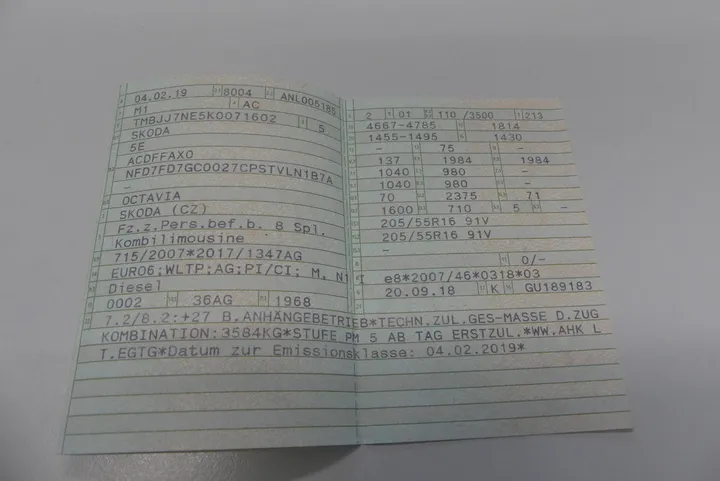 04.02.19 8004 ANL005185
M1 AC
TMBJJ7NE5K0071602 5
SKODA
5E
ACDFFAX0
NFD7FD7GC0027CPSTVLN1B7A
-
OCTAVIA
SKODA (CZ)
Fz.z.Pers.bef.b. 8 Spl.
Kombilimousine
715/2007*2017/1347AG
EURO6;WLTP;AG;PI/CI; M, N1 I
Diesel
0002 36AG 1968
2 01 110 /3500 213
4667-4785 1814
1455-1495 1430
- 75 -
137 1984 1984
1040 980 -
1040 980 -
70 2375 71
1600 710 5 -
205/55R16 91V
205/55R16 91V
-
0/-
e8*2007/46*0318*03
20.09.18 K GU189183
7.2/8.2:+27 B.ANHÄNGEBETRIEB*TECHN.ZUL.GES-MASSE D.ZUG
KOMBINATION:3584KG*STUFE PM 5 AB TAG ERSTZUL.*WW.AHK L
T.EGTG*Datum zur Emissionsklasse: 04.02.2019*